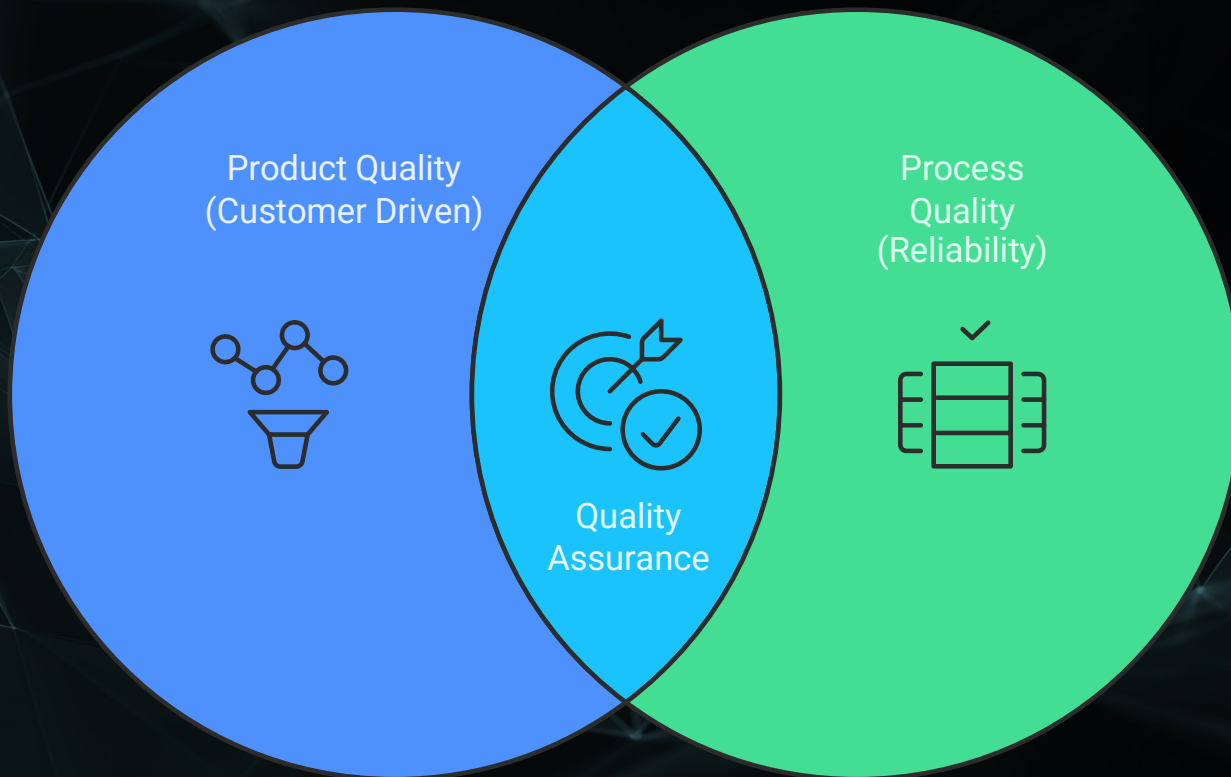 Product Quality
(Customer Driven)
Process
Quality
(Reliability)
Quality
Assurance